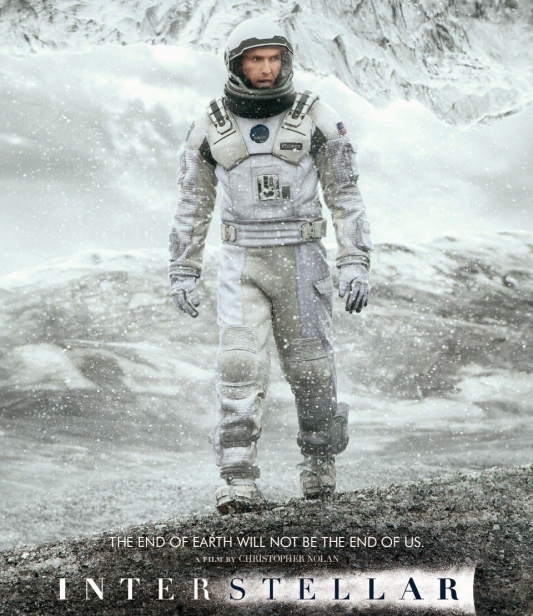 THE END OF EARTH WILL NOT BE THE END OF US.
A FILM BY CHRISTOPHER NOLAN
INTERSTELLAR